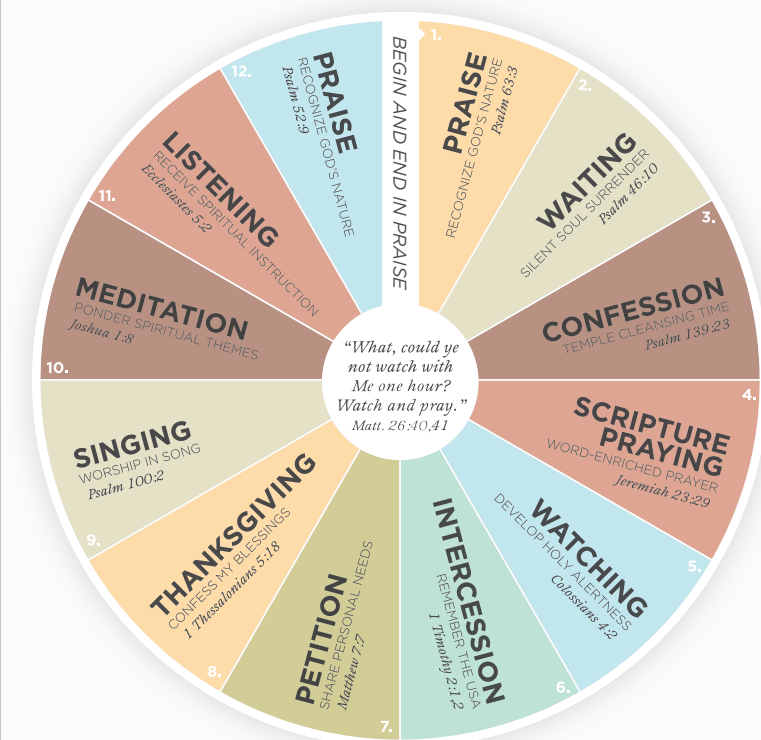 BEGIN AND END IN PRAISE
1.
PRAISE
RECOGNIZE GOD'S NATURE
Psalm 63:3
2.
WAITING
SILENT SOUL SURRENDER
Psalm 46:10
3.
CONFESSION
TEMPLE CLEANSING TIME
Psalm 139:23
4.
SCRIPTURE
PRAYING
WORD-ENRICHED PRAYER
Jeremiah 23:29
5.
WATCHING
DEVELOP HOLY ALERTNESS
Colossians 4:2
6.
INTERCESSION
REMEMBER THE USA
1 Timothy 2:1,2
7.
PETITION
SHARE PERSONAL NEEDS
Matthew 7:7
8.
THANKSGIVING
CONFESS MY BLESSINGS
1 Thessalonians 5:18
9.
SINGING
WORSHIP IN SONG
Psalm 100:2
10.
MEDITATION
PONDER SPIRITUAL THEMES
Joshua 1:8
11.
LISTENING
RECEIVE SPIRITUAL INSTRUCTION
Ecclesiastes 5:2
12.
PRAISE
RECOGNIZE GOD'S NATURE
Psalm 52:9
“What, could ye
not watch with
Me one hour?
Watch and pray.”
Matt. 26:40,41